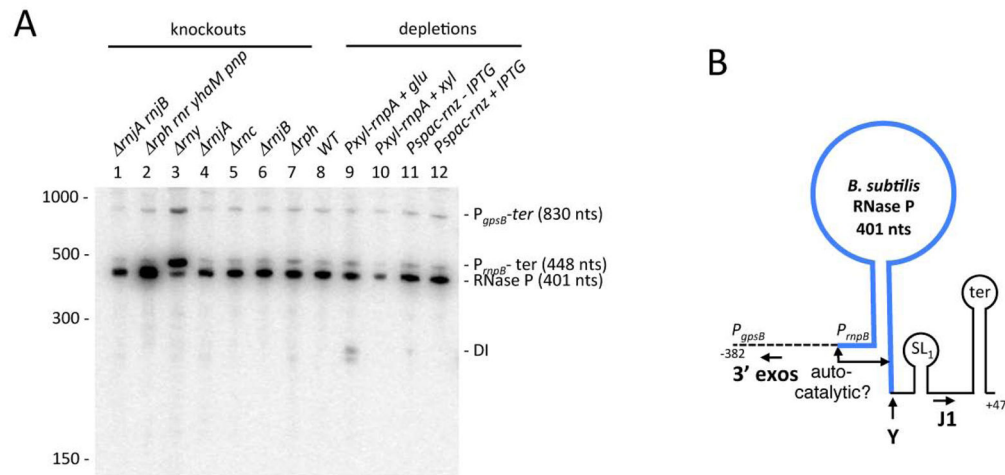 A
knockouts
depletions
ΔrnjA rnjB
Δrph rnr yhaM pnp
Δrny
ΔrnjA
Δrnc
ΔrnjB
Δrph
WT
Pxyl-rnpA + glu
Pxyl-rnpA + xyl
Pspac-rnz - IPTG
Pspac-rnz + IPTG
1 2 3 4 5 6 7 8 9 10 11 12
1000 -
500 -
300 -
150 -
- PgpsB-ter (830 nts)
- PrnpB- ter (448 nts)
- RNase P (401 nts)
- DI
B
B. subtilis
RNase P
401 nts
ter
SL1
PgpsB
PrnpB
-382
3' exos
auto-
catalytic?
J1
+47
Y